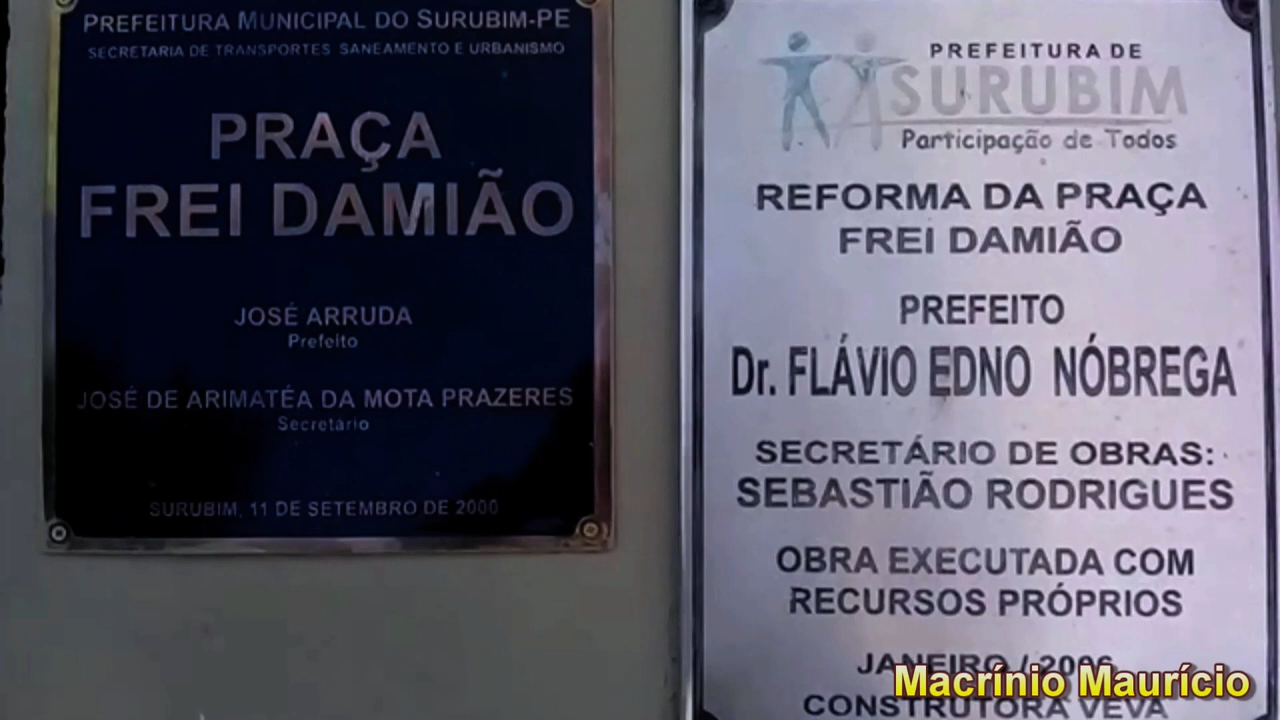 PREFEITURA MUNICIPAL DO SURUBIM-PE
SECRETARIA DE TRANSPORTES SANEAMENTO E URBANISMO
PRAÇA
FREI DAMIÃO
JOSÉ ARRUDA
Prefeito
JOSÉ DE ARIMATÉA DA MOTA PRAZERES
Secretário
SURUBIM, 11 DE SETEMBRO DE 2000
PREFEITURA DE
SURUBIM
Participação de Todos
REFORMA DA PRAÇA
FREI DAMIÃO
PREFEITO
Dr. FLÁVIO EDNO NÓBREGA
SECRETÁRIO DE OBRAS:
SEBASTIÃO RODRIGUES
OBRA EXECUTADA COM
RECURSOS PRÓPRIOS
JANEIRO / 2006
CONSTRUTORA VEVA
Macrínio Maurício